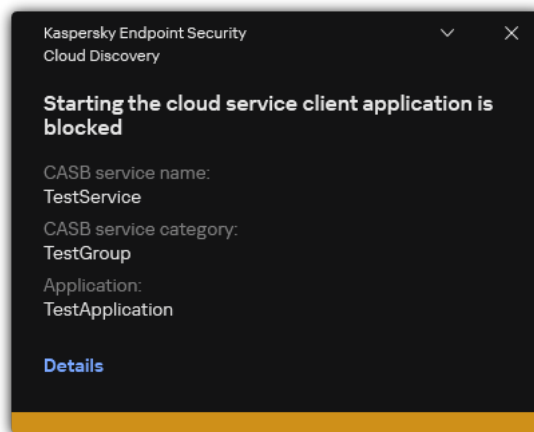 Kaspersky Endpoint Security
Cloud Discovery
Starting the cloud service client application is
blocked
CASB service name:
TestService
CASB service category:
TestGroup
Application:
TestApplication
Details